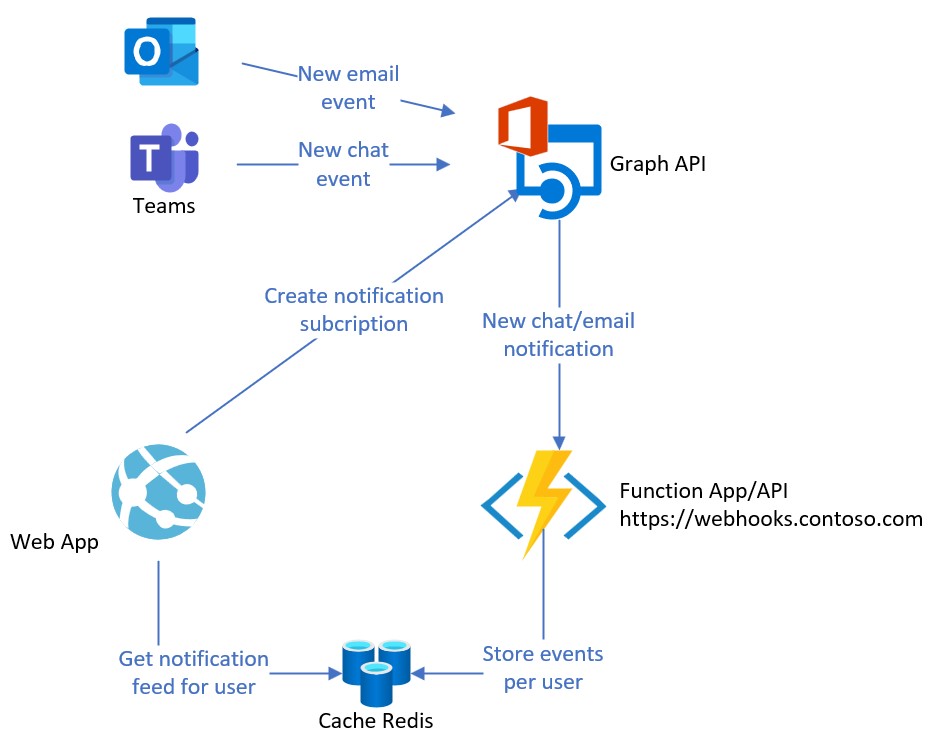 O
New email
event
T
New chat
event
Teams
Graph API
Create notification
subcription
New chat/email
notification
Function App/API
https://webhooks.contoso.com
Web App
Get notification
feed for user
Store events
per user
Cache Redis